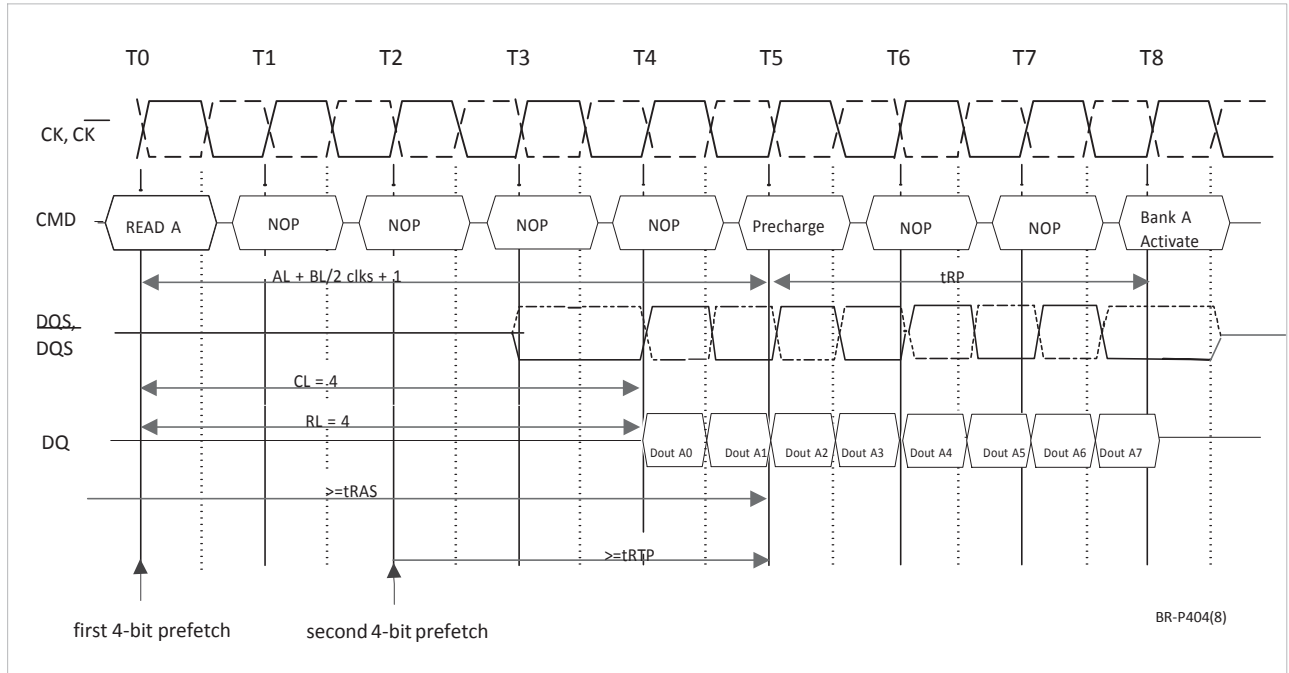 T0 T1 T2 T3 T4 T5 T6 T7 T8
CK, CK
CMD READ A NOP NOP NOP NOP Precharge NOP NOP Bank A
Activate
AL + BL/2 clks + 1 tRP
DQS,
DQS
CL = 4
RL = 4
DQ Dout A0 Dout A1 Dout A2 Dout A3 Dout A4 Dout A5 Dout A6 Dout A7
>=tRAS
>=tRTP
first 4-bit prefetch second 4-bit prefetch
BR-P404(8)